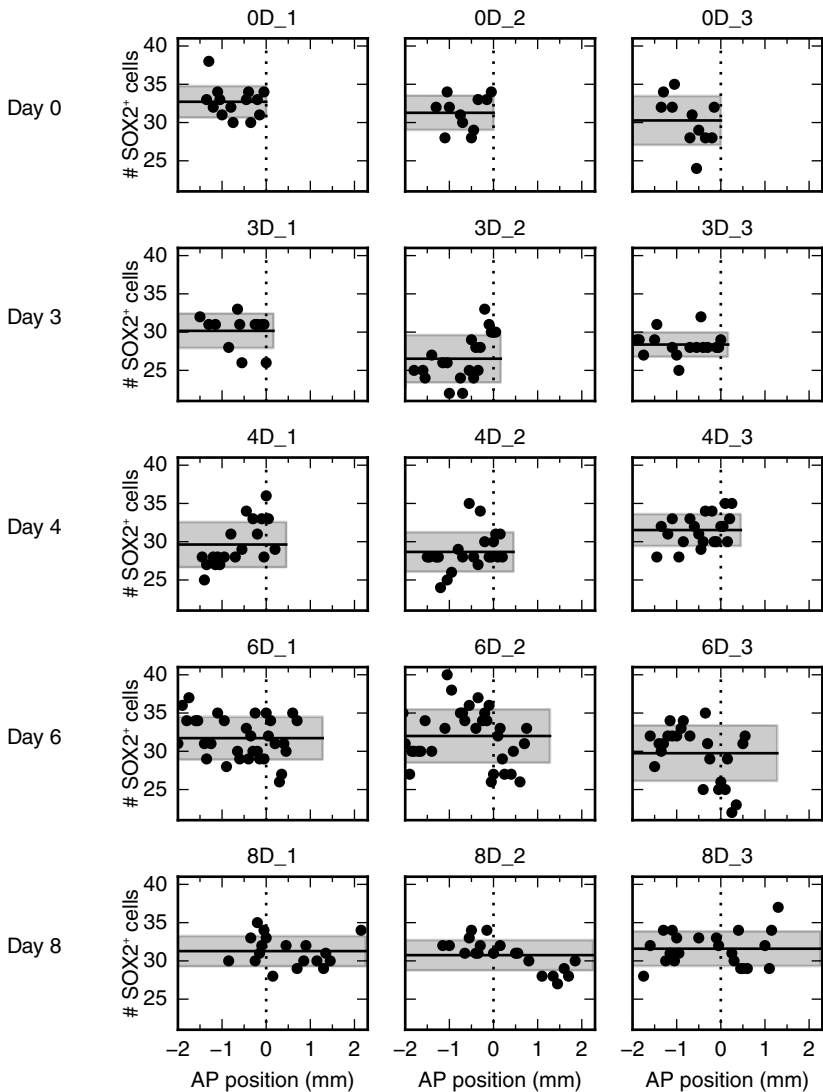 0D_1 0D_2 0D_3
Day 0
# SOX2⁺ cells
40
35
30
25
3D_1 3D_2 3D_3
Day 3
# SOX2⁺ cells
40
35
30
25
4D_1 4D_2 4D_3
Day 4
# SOX2⁺ cells
40
35
30
25
6D_1 6D_2 6D_3
Day 6
# SOX2⁺ cells
40
35
30
25
8D_1 8D_2 8D_3
Day 8
# SOX2⁺ cells
40
35
30
25
−2 −1 0 1 2 −2 −1 0 1 2 −2 −1 0 1 2
AP position (mm) AP position (mm) AP position (mm)